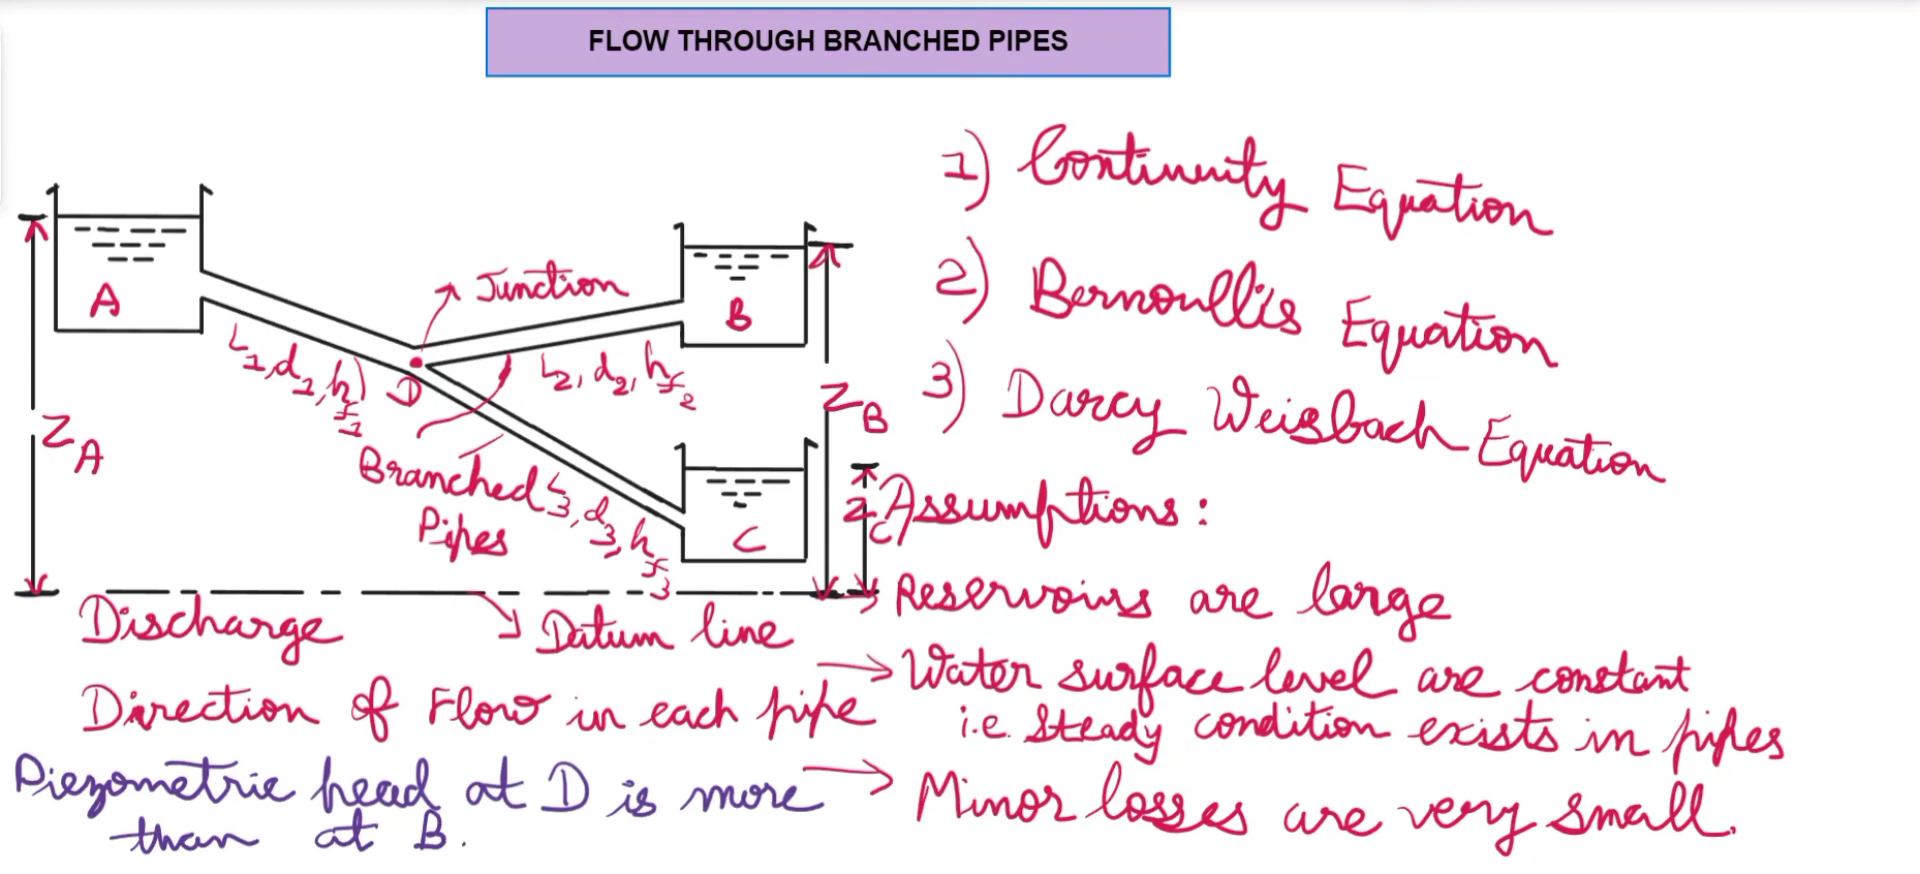 FLOW THROUGH BRANCHED PIPES
1) Continuity Equation
2) Bernoulli's Equation
3) Darcy Weisbach Equation
A
Junction
B
L1, d1, hf1
D
L2, d2, hf2
ZA
ZB
Branched
Pipes
L3, d3, hf3
C
ZC
Assumptions :
Datum line
Discharge
Direction of Flow in each pipe
Piezometric head at D is more
than at B.
→ Reservoirs are large
→ Water surface level are constant
i.e. Steady condition exists in pipes
→ Minor losses are very small.